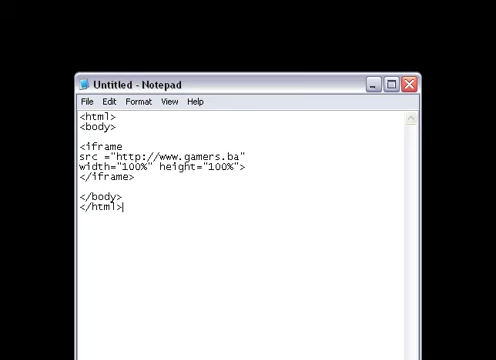 Untitled - Notepad
File Edit Format View Help
<html>
<body>
<iframe
src ="http://www.gamers.ba"
width="100%" height="100%">
</iframe>
</body>
</html>